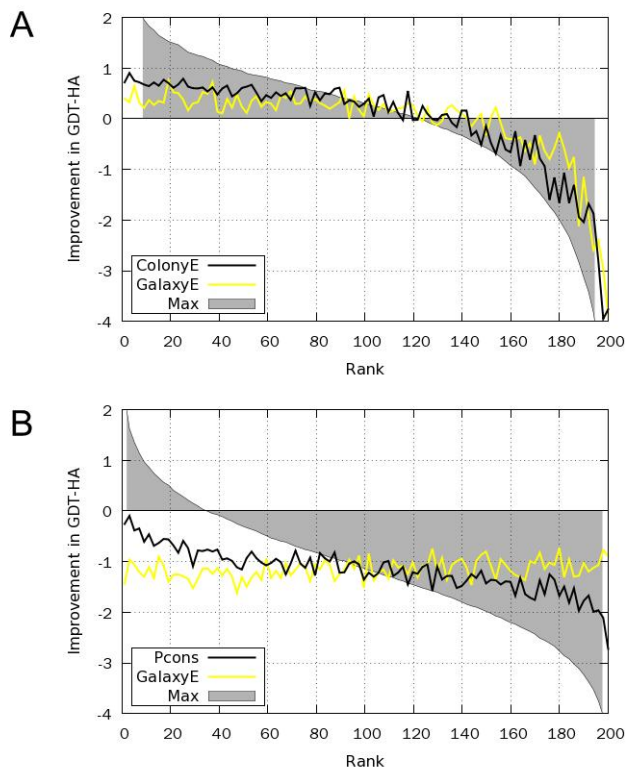 A
Improvement in GDT-HA
2
1
0
-1
-2
-3
-4
ColonyE
GalaxyE
Max
0 20 40 60 80 100 120 140 160 180 200
Rank
B
Improvement in GDT-HA
2
1
0
-1
-2
-3
-4
Pcons
GalaxyE
Max
0 20 40 60 80 100 120 140 160 180 200
Rank